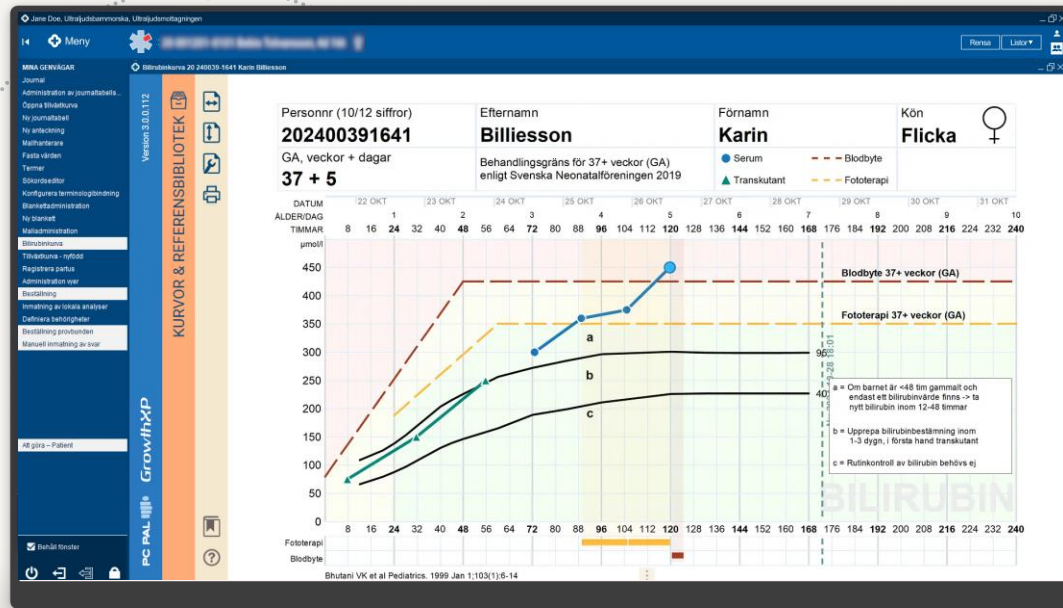 Jane Doe, Ultraljudsbarnmorska, Ultraljudsmottagningen
Meny
Rensa
Listor
MINA GENVÄGAR
Journal
Administration av journaltabells...
Öppna tillväxtkurva
Ny journaltabell
Ny anteckning
Mallhanterare
Fasta värden
Termer
Sökordseditor
Konfigurera terminologibindning
Blankettadministration
Ny blankett
Malladministration
Bilirubinkurva
Tillväxtkurva - nyfödd
Registrera partus
Administration vyer
Beställning
Inmatning av lokala analyser
Definiera behörigheter
Beställning provbunden
Manuell inmatning av svar
Att göra – Patient
Behåll fönster
Bilirubinkurva 20 240039-1641 Karin Billiesson
Version 3.0.0.112
KURVOR & REFERENSBIBLIOTEK
GrowthXP
PC PAL
Personnr (10/12 siffror)
202400391641
Efternamn
Billiesson
Förnamn
Karin
Kön
Flicka
GA, veckor + dagar
37 + 5
Behandlingsgräns för 37+ veckor (GA)
enligt Svenska Neonatalföreningen 2019
Serum
Blodbyte
Transkutant
Fototerapi
DATUM 22 OKT 23 OKT 24 OKT 25 OKT 26 OKT 27 OKT 28 OKT 29 OKT 30 OKT 31 OKT
ÅLDER/DAG 1 2 3 4 5 6 7 8 9 10
TIMMAR 8 16 24 32 40 48 56 64 72 80 88 96 104 112 120 128 136 144 152 160 168 176 184 192 200 208 216 224 232 240
µmol/l
450
400
350
300
250
200
150
100
50
0
Blodbyte 37+ veckor (GA)
Fototerapi 37+ veckor (GA)
a
b
c
a = Om barnet är <48 tim gammalt och
endast ett bilirubinvärde finns -> ta
nytt bilirubin inom 12-48 timmar
b = Upprepa bilirubinbestämning inom
1-3 dygn, i första hand transkutant
c = Rutinkontroll av bilirubin behövs ej
BILIRUBIN
8 16 24 32 40 48 56 64 72 80 88 96 104 112 120 128 136 144 152 160 168 176 184 192 200 208 216 224 232 240
Fototerapi
Blodbyte
Bhutani VK et al Pediatrics. 1999 Jan 1;103(1):6-14